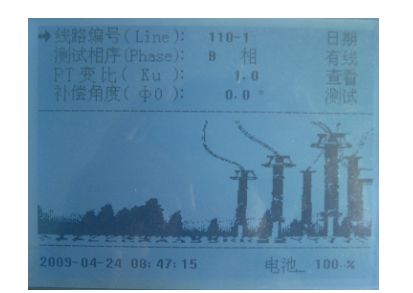 ➔线路编号(Line): 110-1 日期
测试相序(Phase): B 相 有线
PT变比( Ku ): 1.0 查看
补偿角度( Φ0 ): 0.0 ° 测试
2009-04-24 08:47:15 电池_ 100-%